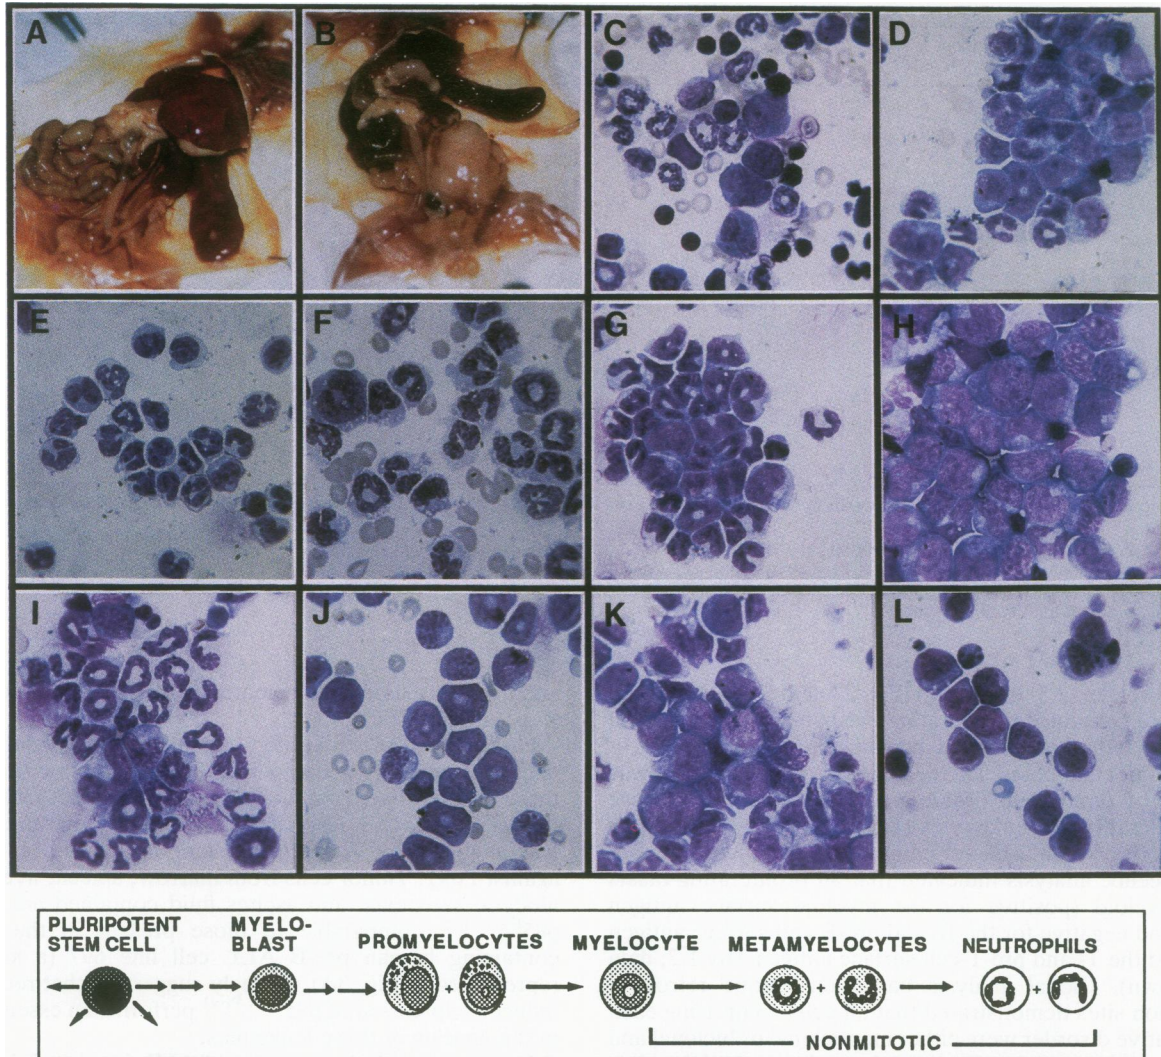 A
B
C
D
E
F
G
H
I
J
K
L
PLURIPOTENT
STEM CELL
MYELO-
BLAST
PROMYELOCYTES
MYELOCYTE
METAMYELOCYTES
NEUTROPHILS
+
+
+
NONMITOTIC